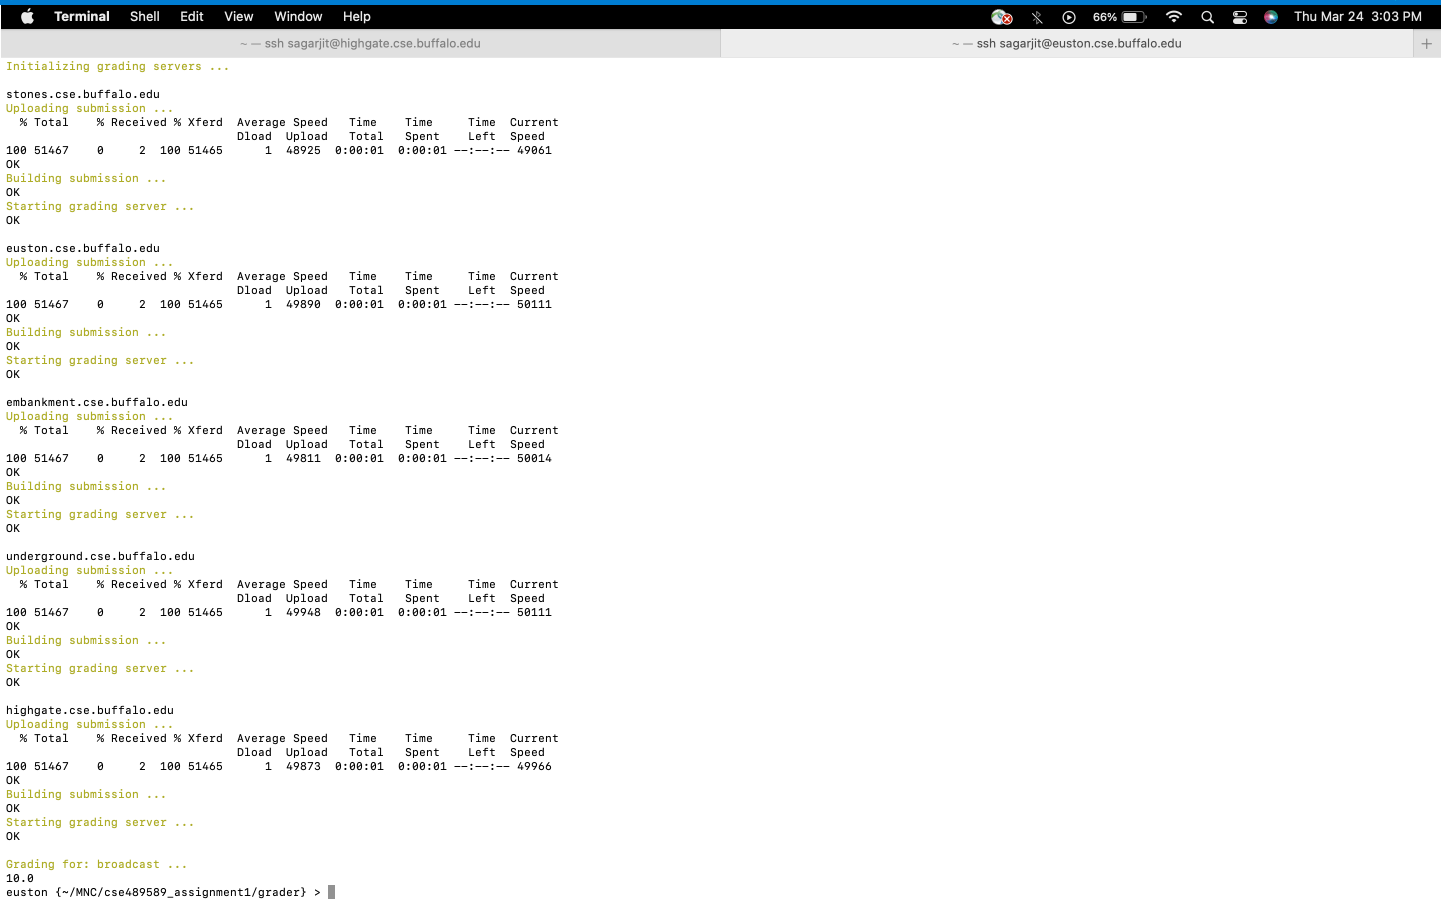 Terminal Shell Edit View Window Help 66% Thu Mar 24 3:03 PM
~ — ssh sagarjit@highgate.cse.buffalo.edu ~ — ssh sagarjit@euston.cse.buffalo.edu +
Initializing grading servers ...
stones.cse.buffalo.edu
Uploading submission ...
% Total % Received % Xferd Average Speed Time Time Time Current
Dload Upload Total Spent Left Speed
100 51467 0 2 100 51465 1 48925 0:00:01 0:00:01 --:--:-- 49061
OK
Building submission ...
OK
Starting grading server ...
OK
euston.cse.buffalo.edu
Uploading submission ...
% Total % Received % Xferd Average Speed Time Time Time Current
Dload Upload Total Spent Left Speed
100 51467 0 2 100 51465 1 49890 0:00:01 0:00:01 --:--:-- 50111
OK
Building submission ...
OK
Starting grading server ...
OK
embankment.cse.buffalo.edu
Uploading submission ...
% Total % Received % Xferd Average Speed Time Time Time Current
Dload Upload Total Spent Left Speed
100 51467 0 2 100 51465 1 49811 0:00:01 0:00:01 --:--:-- 50014
OK
Building submission ...
OK
Starting grading server ...
OK
underground.cse.buffalo.edu
Uploading submission ...
% Total % Received % Xferd Average Speed Time Time Time Current
Dload Upload Total Spent Left Speed
100 51467 0 2 100 51465 1 49948 0:00:01 0:00:01 --:--:-- 50111
OK
Building submission ...
OK
Starting grading server ...
OK
highgate.cse.buffalo.edu
Uploading submission ...
% Total % Received % Xferd Average Speed Time Time Time Current
Dload Upload Total Spent Left Speed
100 51467 0 2 100 51465 1 49873 0:00:01 0:00:01 --:--:-- 49966
OK
Building submission ...
OK
Starting grading server ...
OK
Grading for: broadcast ...
10.0
euston {~/MNC/cse489589_assignment1/grader} >